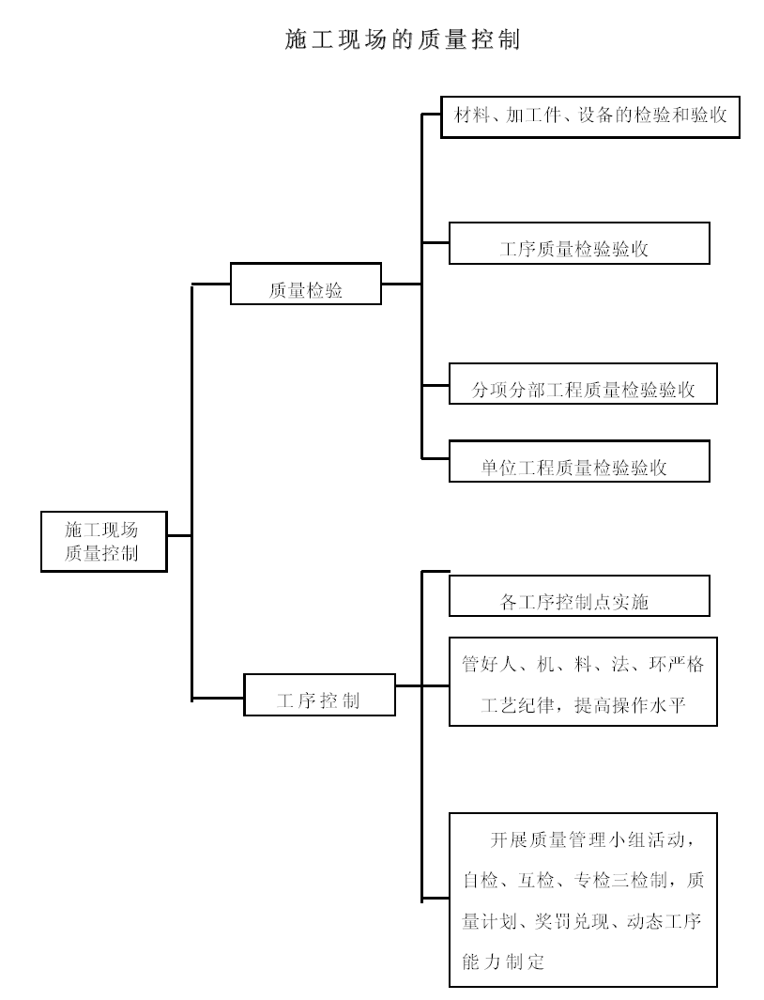 施工现场的质量控制
材料、加工件、设备的检验和验收
工序质量检验验收
质量检验
分项分部工程质量检验验收
单位工程质量检验验收
施工现场
质量控制
各工序控制点实施
管好人、机、料、法、环严格
工艺纪律，提高操作水平
工序控制
开展质量管理小组活动，
自检、互检、专检三检制，质
量计划、奖罚兑现、动态工序
能力制定